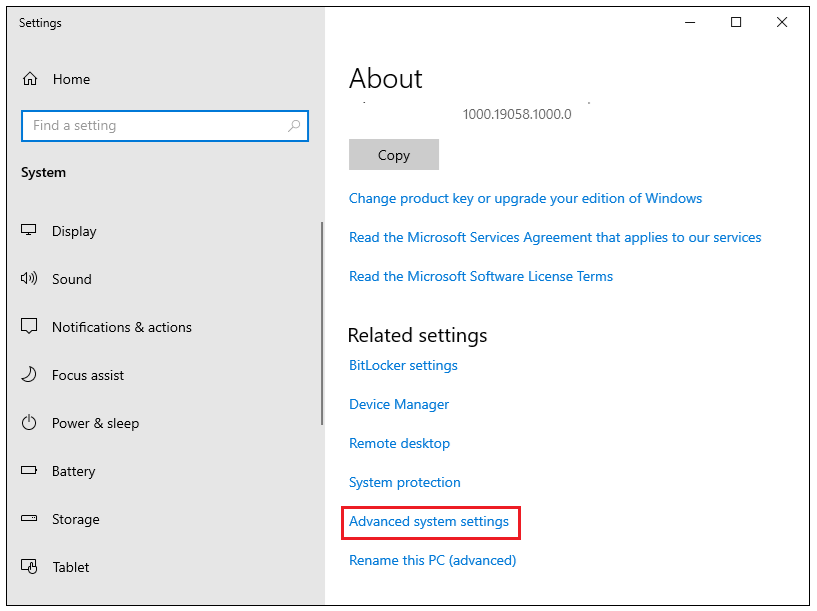 Settings
Home
Find a setting
System
Display
Sound
Notifications & actions
Focus assist
Power & sleep
Battery
Storage
Tablet
About
1000.19058.1000.0
Copy
Change product key or upgrade your edition of Windows
Read the Microsoft Services Agreement that applies to our services
Read the Microsoft Software License Terms
Related settings
BitLocker settings
Device Manager
Remote desktop
System protection
Advanced system settings
Rename this PC (advanced)